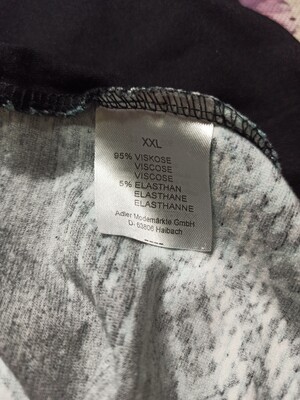 XXL
95% VISKOSE
VISCOSE
VISCOSE
5% ELASTHAN
ELASTHANE
ELASTHANNE
Adler Modemärkte GmbH
D- 63808 Haibach